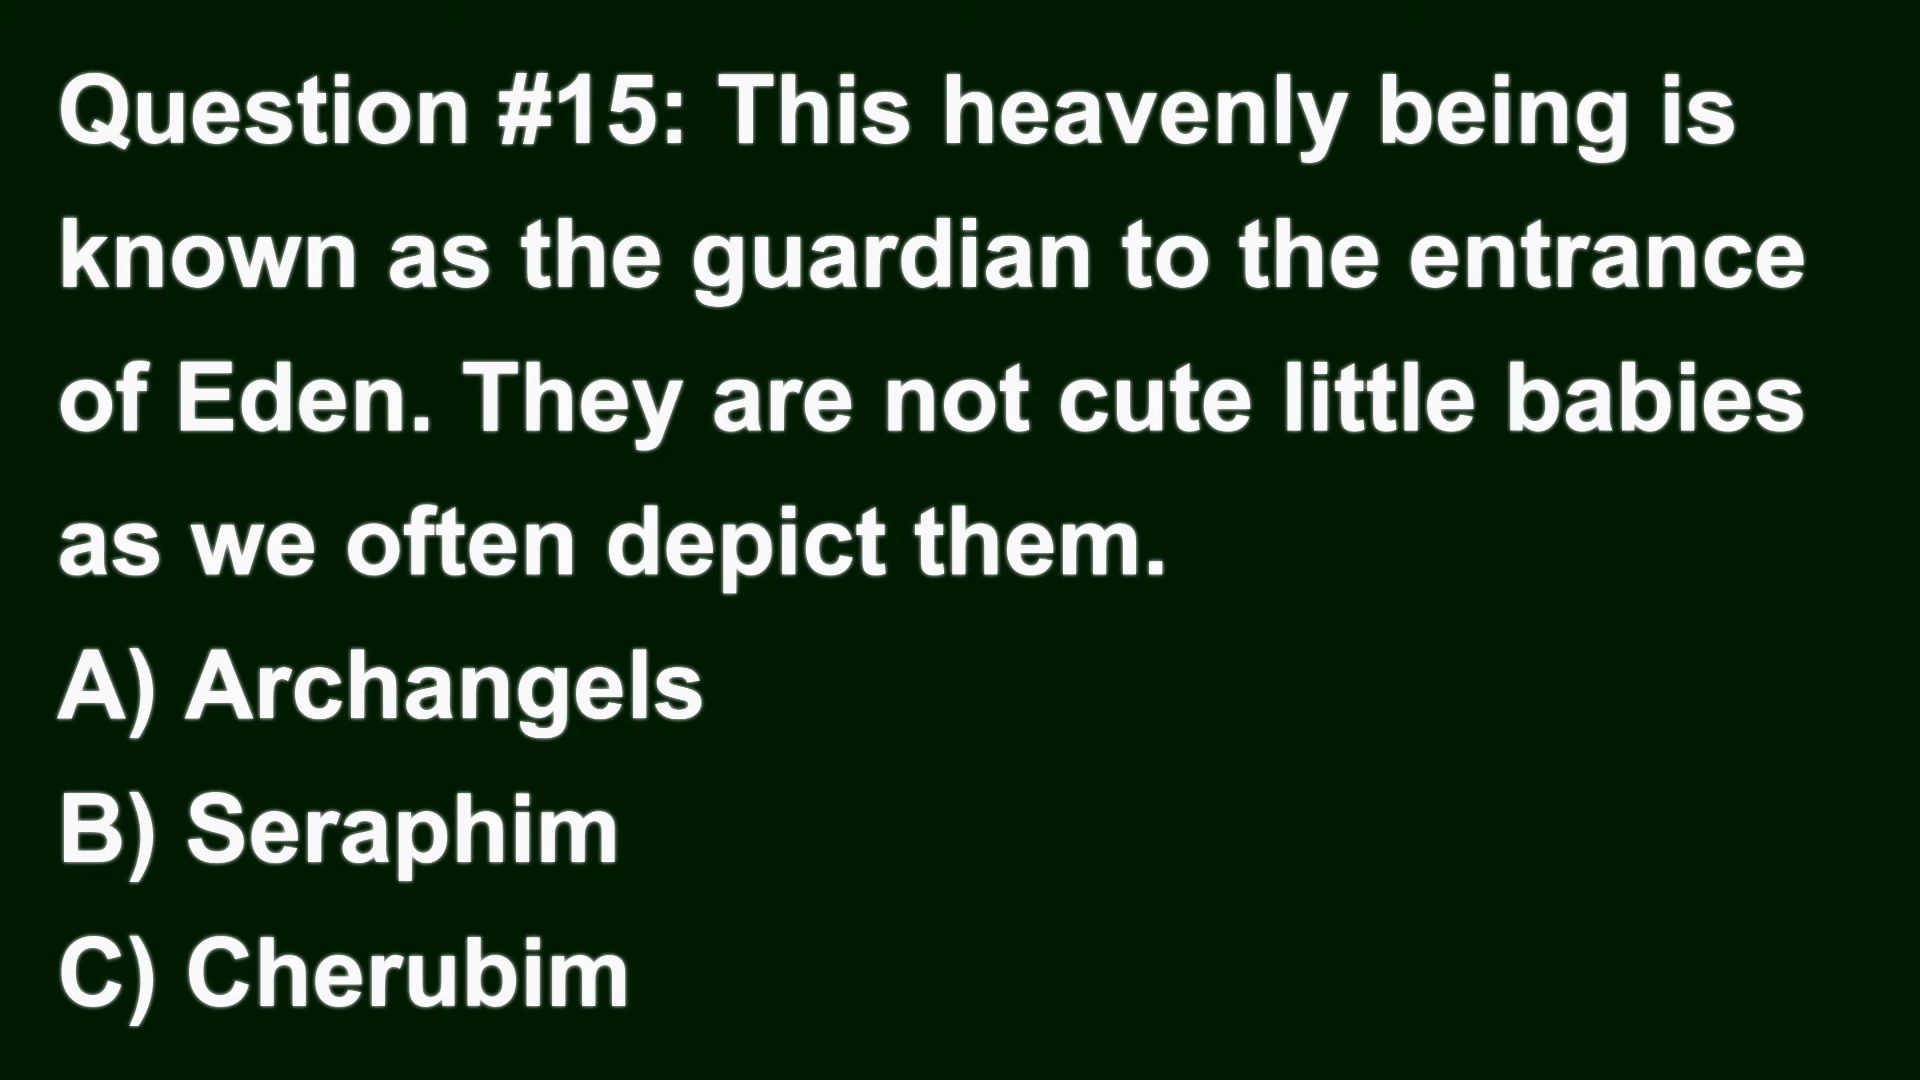 Question #15: This heavenly being is
known as the guardian to the entrance
of Eden. They are not cute little babies
as we often depict them.
A) Archangels
B) Seraphim
C) Cherubim